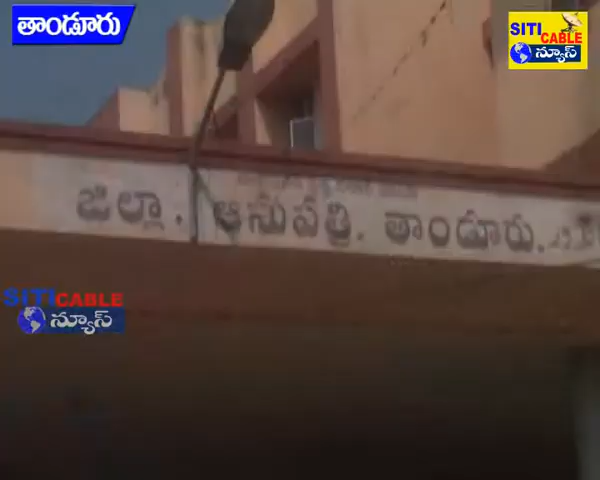 తాండూరు
SITI
CABLE
న్యూస్
జిల్లా. ఆసుపత్రి. తాండూరు.
SITI CABLE
న్యూస్